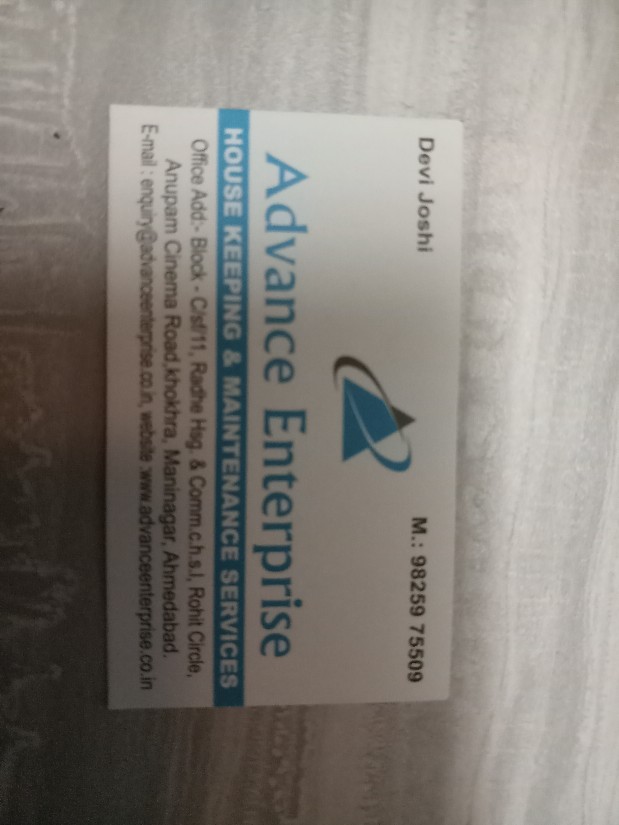 Devi Joshi
M.: 98259 75509
Advance Enterprise
HOUSE KEEPING & MAINTENANCE SERVICES
Office Add:- Block - C/sf/11, Radhe Hsg. & Comm.c.h.s.l, Rohit Circle,
Anupam Cinema Road,khokhra, Maninagar, Ahmedabad.
E-mail : enquiry@advanceenterprise.co.in, website :www.advanceenterprise.co.in